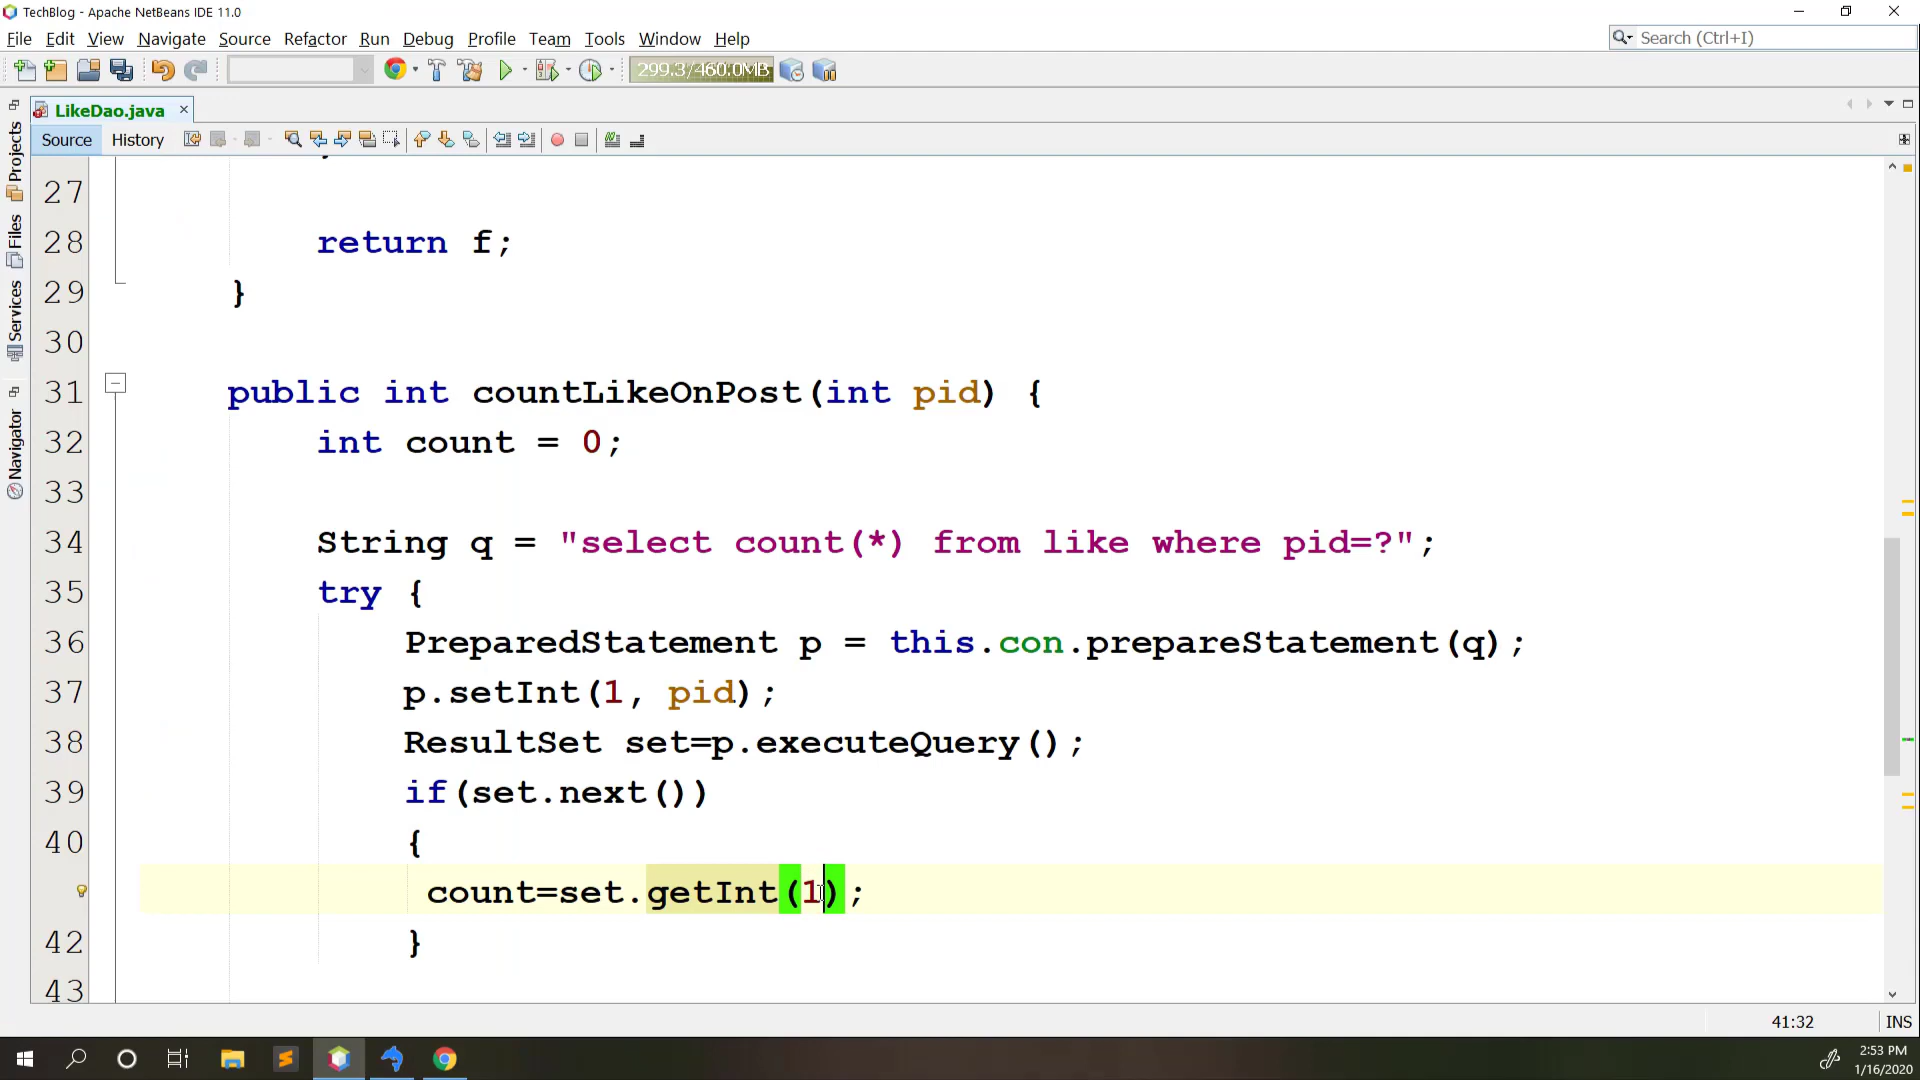 TechBlog - Apache NetBeans IDE 11.0
File Edit View Navigate Source Refactor Run Debug Profile Team Tools Window Help
Search (Ctrl+I)
299.3/460.0MB
LikeDao.java
Source History
Projects
Files
Services
Navigator
27
28 return f;
29 }
30
31 public int countLikeOnPost(int pid) {
32 int count = 0;
33
34 String q = "select count(*) from like where pid=?";
35 try {
36 PreparedStatement p = this.con.prepareStatement(q);
37 p.setInt(1, pid);
38 ResultSet set=p.executeQuery();
39 if(set.next())
40 {
count=set.getInt(1);
42 }
43
41:32 INS
2:53 PM
1/16/2020